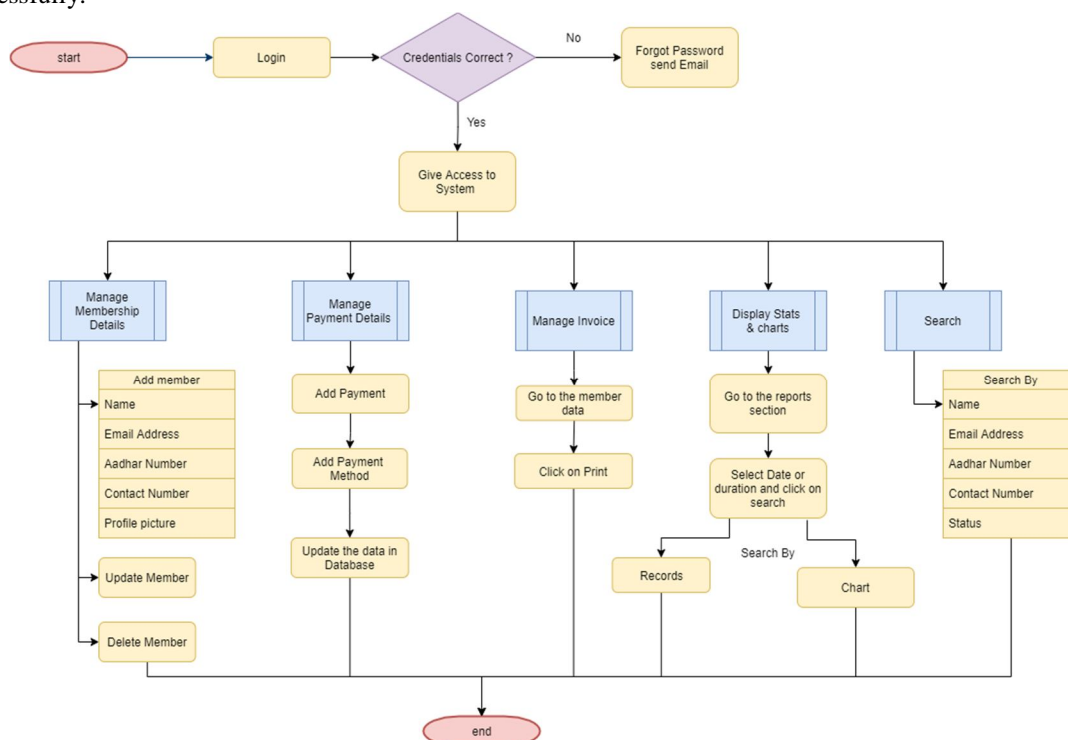 essfully.
start
Login
Credentials Correct ?
No
Forgot Password
send Email
Yes
Give Access to
System
Manage
Membership
Details
Manage
Payment Details
Manage Invoice
Display Stats
& charts
Search
Add member
Name
Email Address
Aadhar Number
Contact Number
Profile picture
Update Member
Delete Member
Add Payment
Add Payment
Method
Update the data in
Database
Go to the member
data
Click on Print
Go to the reports
section
Select Date or
duration and click on
search
Search By
Records
Chart
Search By
Name
Email Address
Aadhar Number
Contact Number
Status
end